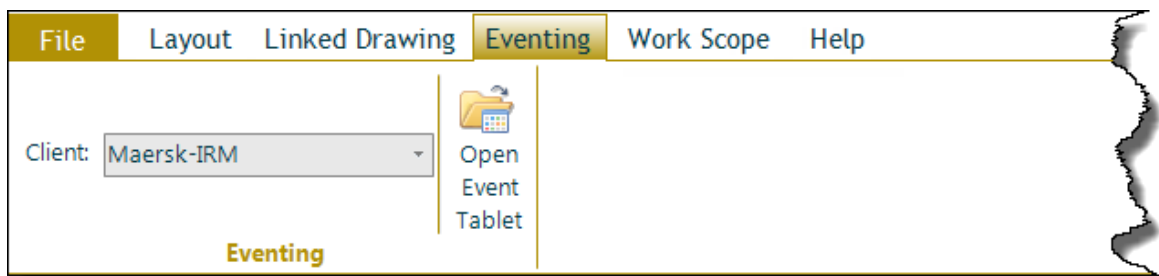 File Layout Linked Drawing Eventing Work Scope Help
Client: Maersk-IRM
Open
Event
Tablet
Eventing